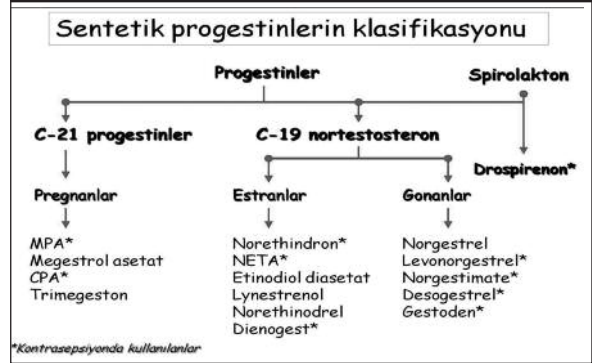 Sentetik progestinlerin klasifikasyonu
Progestinler
Spirolakton
C-21 progestinler
C-19 nortestosteron
Drospirenon*
Pregnanlar
Estranlar
Gonanlar
MPA*
Megestrol asetat
CPA*
Trimegeston
Norethindron*
NETA*
Etinodiol diasetat
Lynestrenol
Norethinodrel
Dienogest*
Norgestrel
Levonorgestrel*
Norgestimate*
Desogestrel*
Gestoden*
*Kontrasepsiyonda kullanılanlar